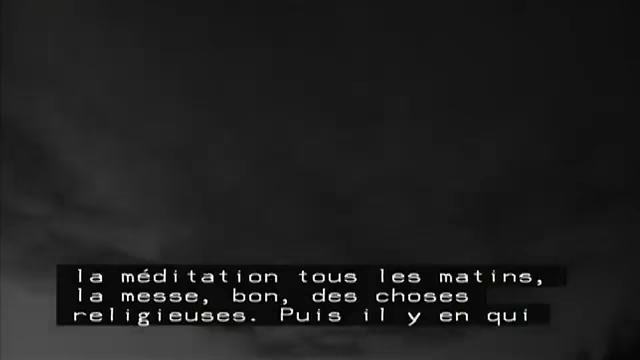 la méditation tous les matins,
la messe, bon, des choses
religieuses. Puis il y en qui